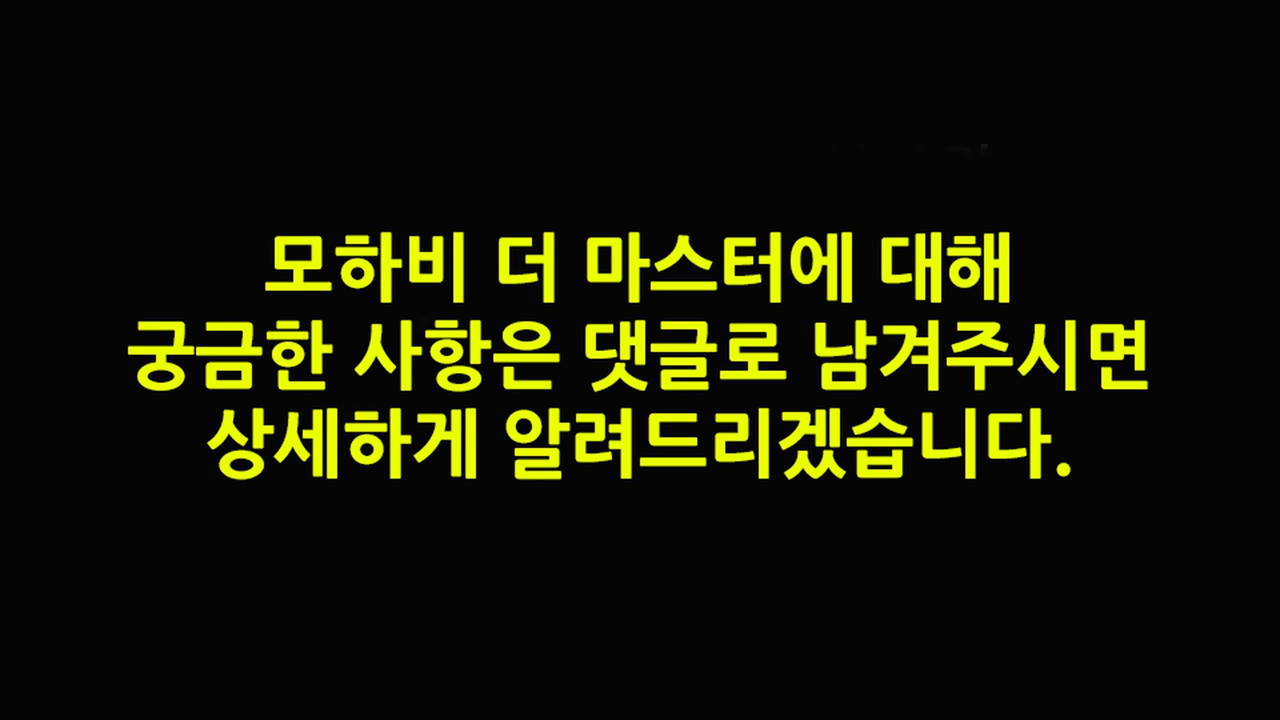 모하비 더 마스터에 대해
궁금한 사항은 댓글로 남겨주시면
상세하게 알려드리겠습니다.